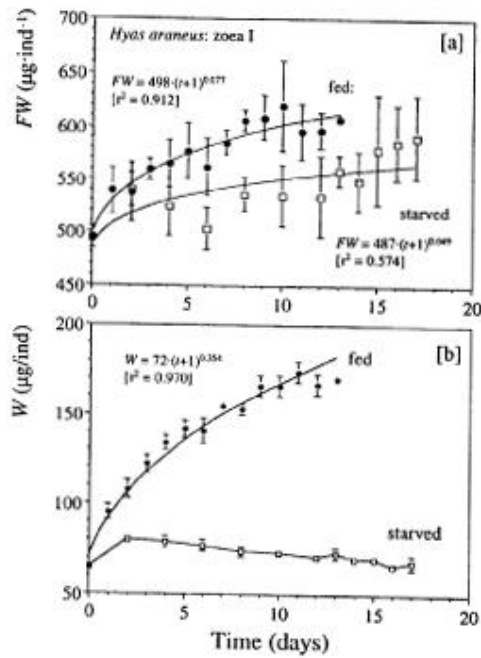 Hyas araneus: zoea I
[a]
FW = 498·(t+1)^0.077
[r² = 0.912]
fed:
starved
FW = 487·(t+1)^0.049
[r² = 0.574]
FW (µg·ind⁻¹)
700
650
600
550
500
450
0
5
10
15
20
[b]
W = 72·(t+1)^0.354
[r² = 0.970]
fed
starved
W (µg/ind)
200
150
100
50
0
5
10
15
20
Time (days)